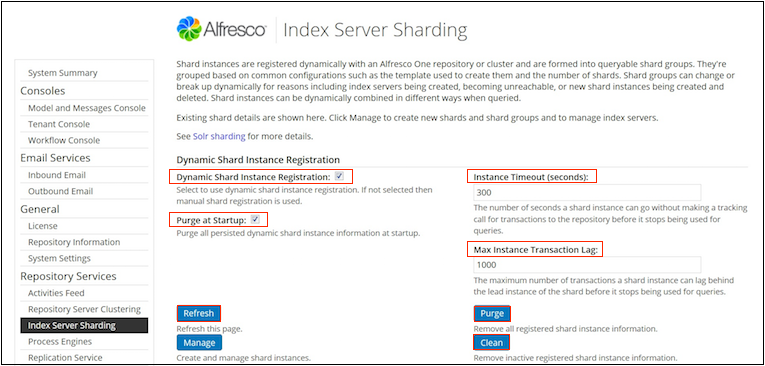 Alfresco Index Server Sharding
Shard instances are registered dynamically with an Alfresco One repository or cluster and are formed into queryable shard groups. They're
grouped based on common configurations such as the template used to create them and the number of shards. Shard groups can change or
break up dynamically for reasons including index servers being created, becoming unreachable, or new shard instances being created and
deleted. Shard instances can be dynamically combined in different ways when queried.
Existing shard details are shown here. Click Manage to create new shards and shard groups and to manage index servers.
See Solr sharding for more details.
System Summary
Consoles
Model and Messages Console
Tenant Console
Workflow Console
Email Services
Inbound Email
Outbound Email
General
License
Repository Information
System Settings
Repository Services
Activities Feed
Repository Server Clustering
Index Server Sharding
Process Engines
Replication Service
Dynamic Shard Instance Registration
Dynamic Shard Instance Registration:
Select to use dynamic shard instance registration. If not selected then
manual shard registration is used.
Purge at Startup:
Purge all persisted dynamic shard instance information at startup.
Instance Timeout (seconds):
300
The number of seconds a shard instance can go without making a tracking
call for transactions to the repository before it stops being used for
queries.
Max Instance Transaction Lag:
1000
The maximum number of transactions a shard instance can lag behind
the lead instance of the shard before it stops being used for queries.
Refresh
Refresh this page.
Manage
Create and manage shard instances.
Purge
Remove all registered shard instance information.
Clean
Remove inactive registered shard instance information.